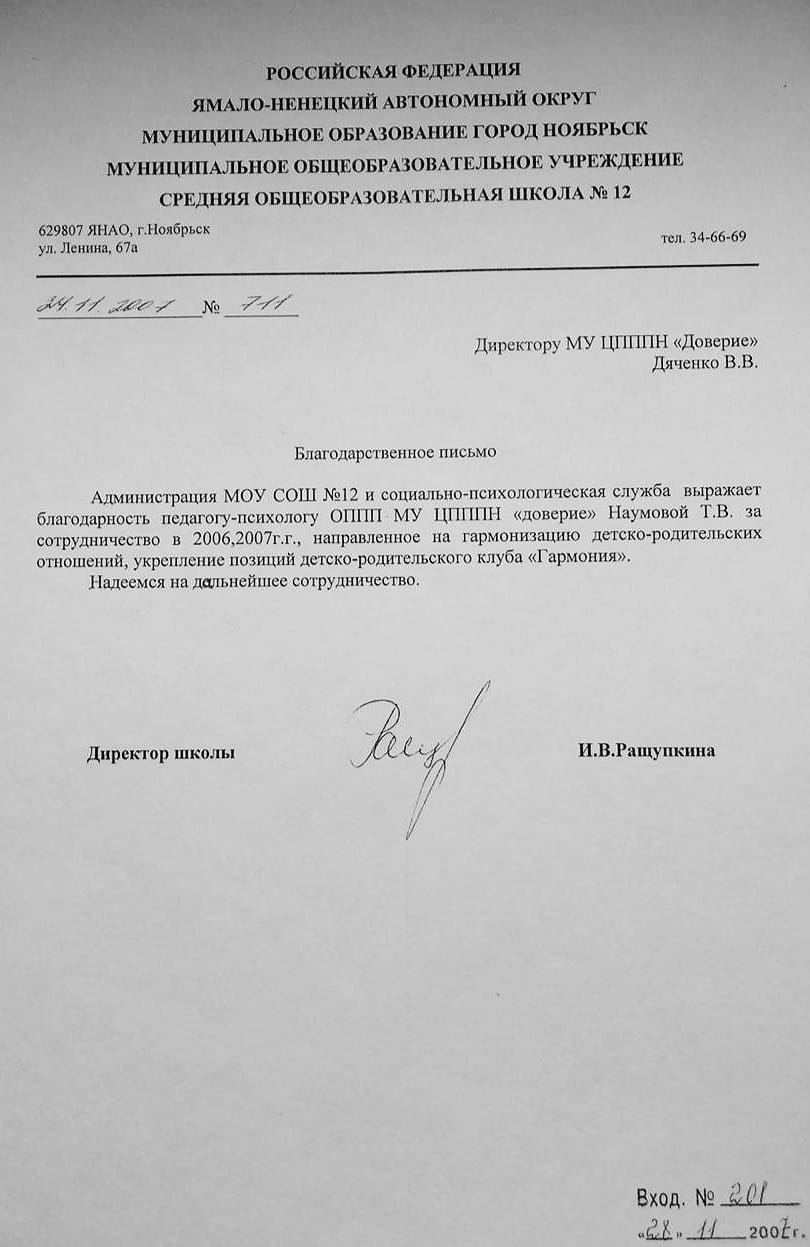 РОССИЙСКАЯ ФЕДЕРАЦИЯ
ЯМАЛО-НЕНЕЦКИЙ АВТОНОМНЫЙ ОКРУГ
МУНИЦИПАЛЬНОЕ ОБРАЗОВАНИЕ ГОРОД НОЯБРЬСК
МУНИЦИПАЛЬНОЕ ОБЩЕОБРАЗОВАТЕЛЬНОЕ УЧРЕЖДЕНИЕ
СРЕДНЯЯ ОБЩЕОБРАЗОВАТЕЛЬНАЯ ШКОЛА № 12
629807 ЯНАО, г.Ноябрьск
ул. Ленина, 67а
тел. 34-66-69
24.11.2007 № 711
Директору МУ ЦПППН «Доверие»
Дяченко В.В.
Благодарственное письмо
Администрация МОУ СОШ №12 и социально-психологическая служба выражает
благодарность педагогу-психологу ОППП МУ ЦПППН «доверие» Наумовой Т.В. за
сотрудничество в 2006,2007г.г., направленное на гармонизацию детско-родительских
отношений, укрепление позиций детско-родительского клуба «Гармония».
Надеемся на дальнейшее сотрудничество.
Директор школы
И.В.Ращупкина
Вход. № 201
«28» 11 2007г.